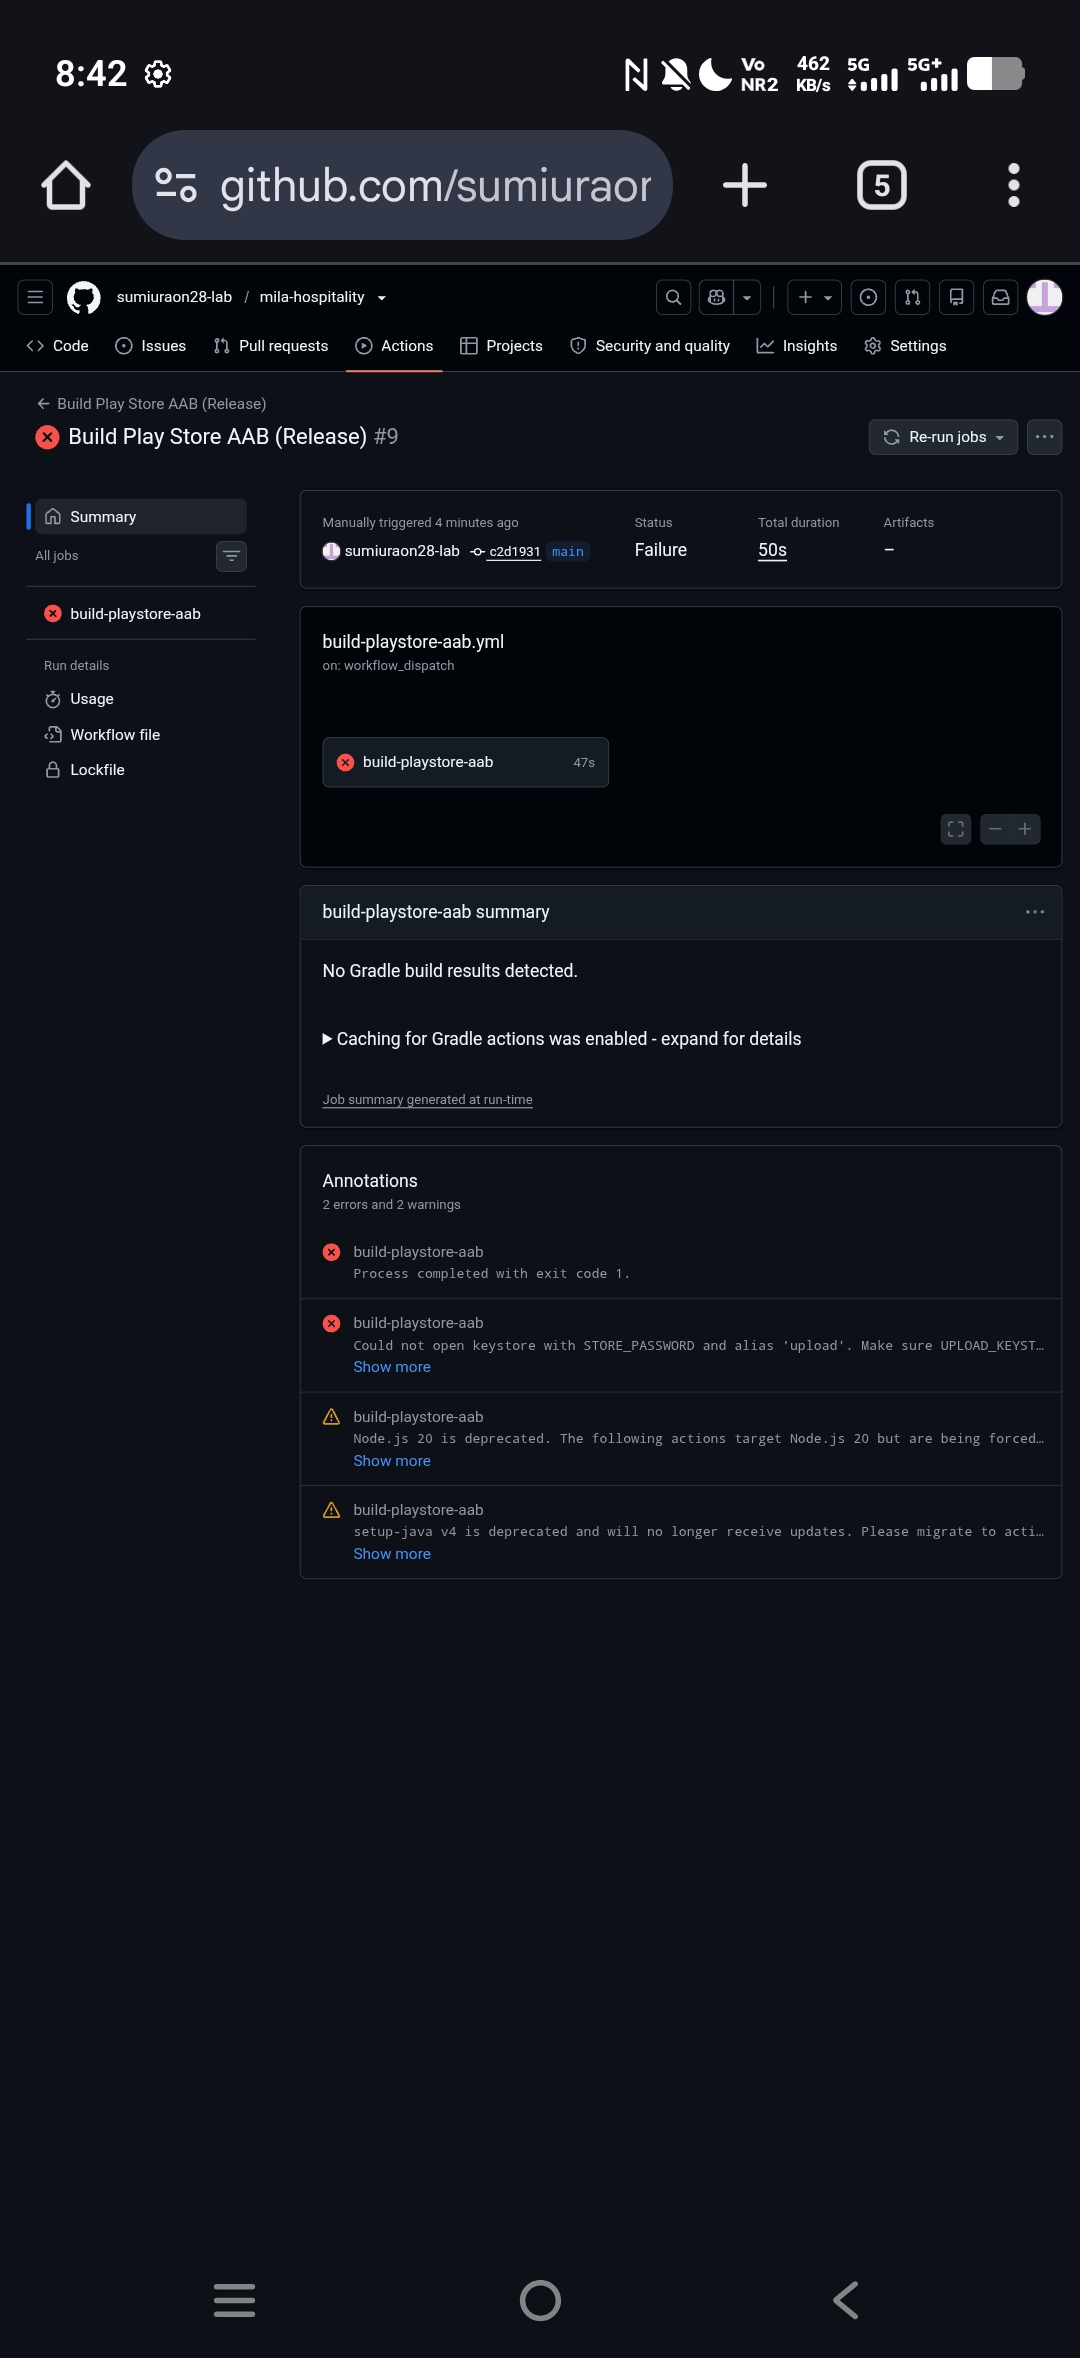 8:42
Vo NR2
462 KB/s
5G
5G+
github.com/sumiuraor
5
sumiuraon28-lab / mila-hospitality
Code
Issues
Pull requests
Actions
Projects
Security and quality
Insights
Settings
Build Play Store AAB (Release)
Build Play Store AAB (Release) #9
Re-run jobs
Summary
All jobs
build-playstore-aab
Run details
Usage
Workflow file
Lockfile
Manually triggered 4 minutes ago
sumiuraon28-lab c2d1931 main
Status
Failure
Total duration
50s
Artifacts
–
build-playstore-aab.yml
on: workflow_dispatch
build-playstore-aab 47s
build-playstore-aab summary
No Gradle build results detected.
Caching for Gradle actions was enabled - expand for details
Job summary generated at run-time
Annotations
2 errors and 2 warnings
build-playstore-aab
Process completed with exit code 1.
build-playstore-aab
Could not open keystore with STORE_PASSWORD and alias 'upload'. Make sure UPLOAD_KEYST…
Show more
build-playstore-aab
Node.js 20 is deprecated. The following actions target Node.js 20 but are being forced…
Show more
build-playstore-aab
setup-java v4 is deprecated and will no longer receive updates. Please migrate to acti…
Show more